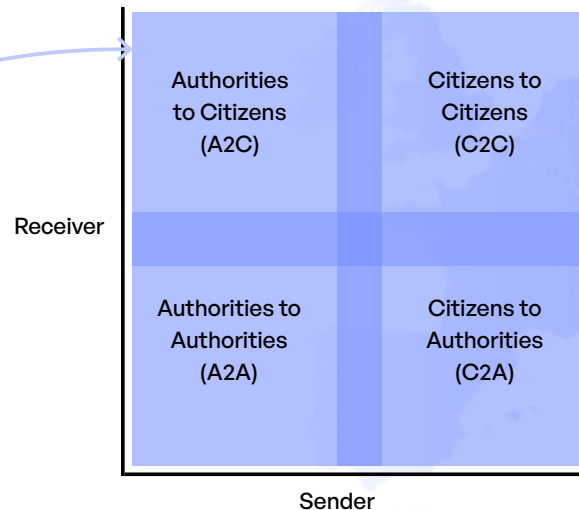 Authorities
to Citizens
(A2C)
Citizens to
Citizens
(C2C)
Receiver
Authorities to
Authorities
(A2A)
Citizens to
Authorities
(C2A)
Sender